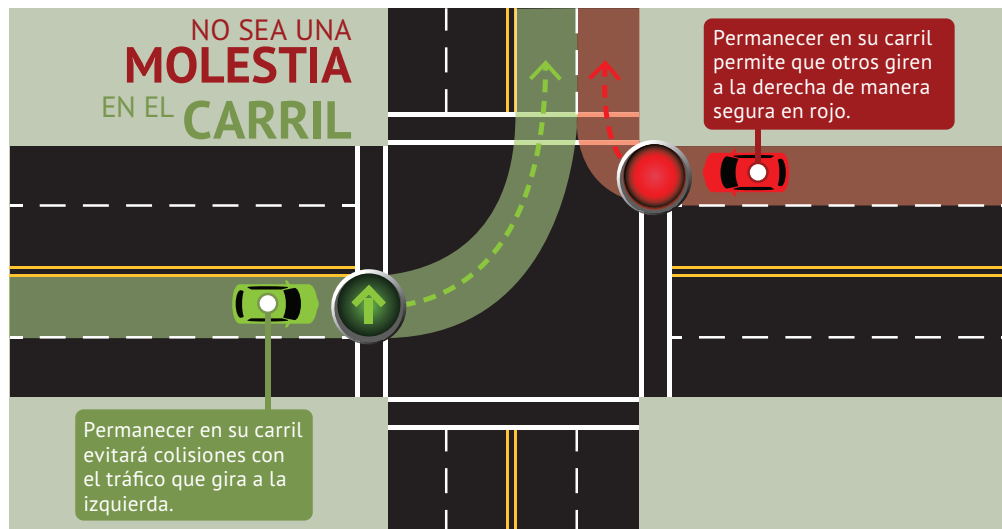 NO SEA UNA
MOLESTIA
EN EL CARRIL
Permanecer en su carril
permite que otros giren
a la derecha de manera
segura en rojo.
Permanecer en su carril
evitará colisiones con
el tráfico que gira a la
izquierda.